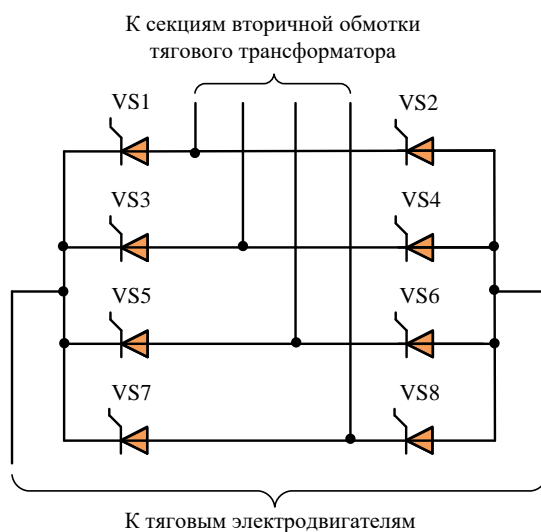 К секциям вторичной обмотки
тягового трансформатора
VS1
VS2
VS3
VS4
VS5
VS6
VS7
VS8
К тяговым электродвигателям